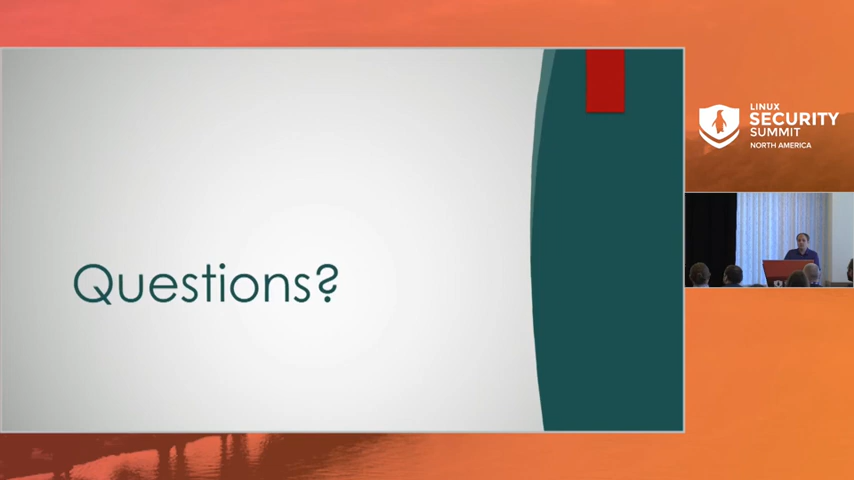 Questions?
LINUX
SECURITY
SUMMIT
NORTH AMERICA